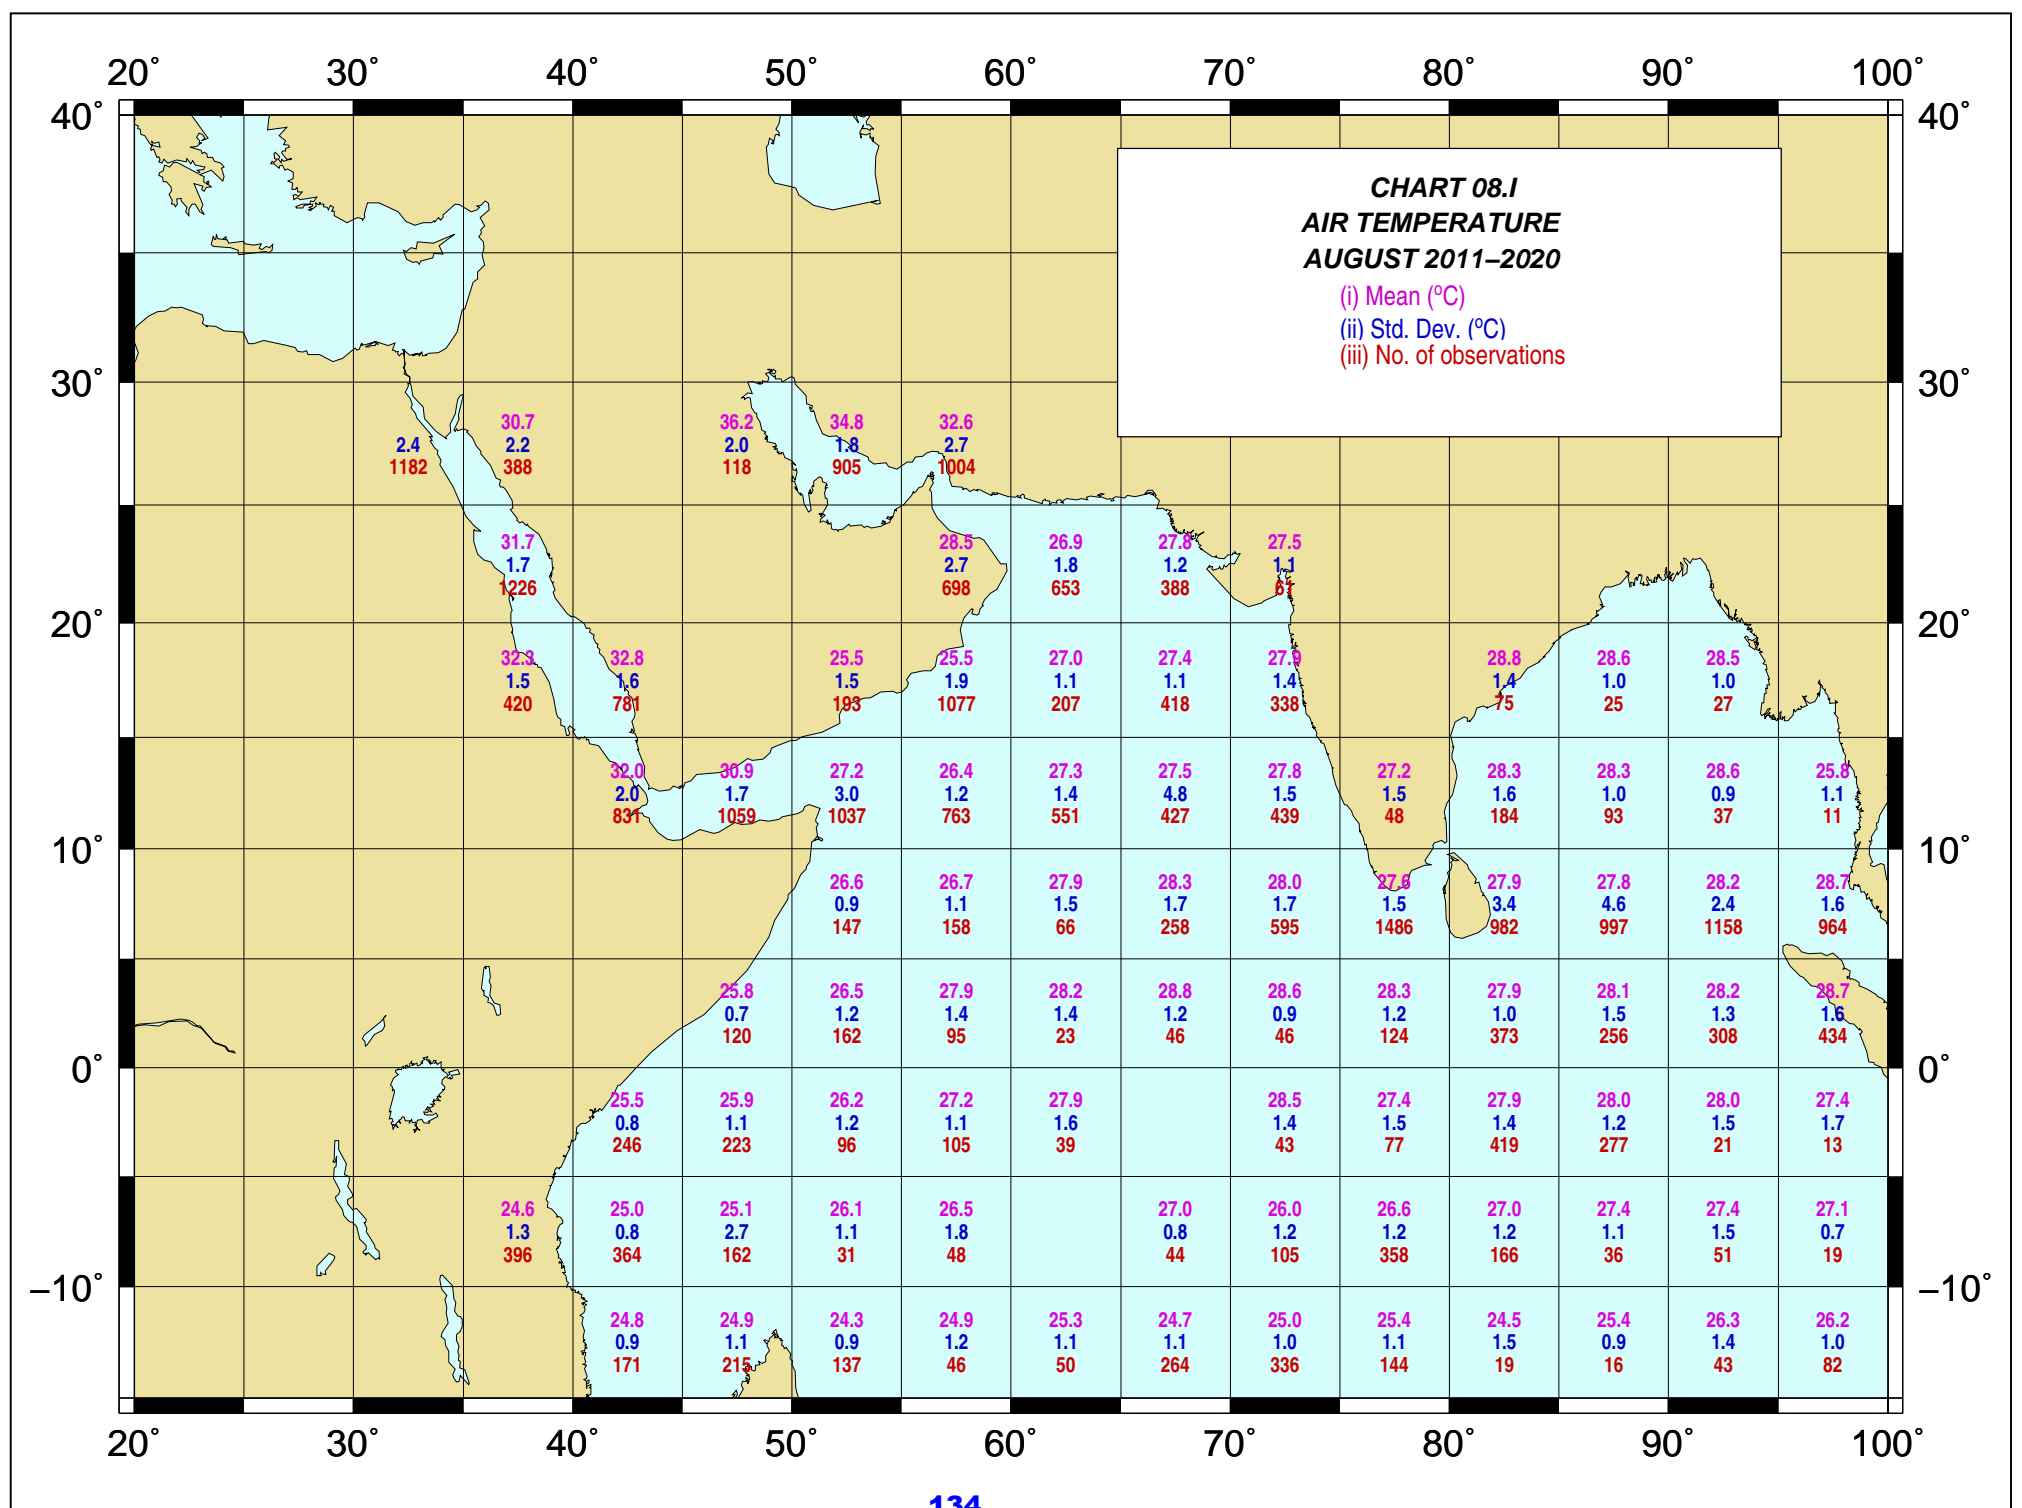 20° 30° 40° 50° 60° 70° 80° 90° 100°
40° 40°
CHART 08.I
AIR TEMPERATURE
AUGUST 2011–2020
(i) Mean (ºC)
(ii) Std. Dev. (ºC)
(iii) No. of observations
30° 30°
30.7 36.2 34.8 32.6
2.4 2.2 2.0 1.8 2.7
1182 388 118 905 1004
31.7 28.5 26.9 27.8 27.5
1.7 2.7 1.8 1.2 1.1
1226 698 653 388 61
20° 20°
32.3 32.8 25.5 25.5 27.0 27.4 27.9 28.8 28.6 28.5
1.5 1.6 1.5 1.9 1.1 1.1 1.4 1.4 1.0 1.0
420 781 193 1077 207 418 338 75 25 27
32.0 30.9 27.2 26.4 27.3 27.5 27.8 27.2 28.3 28.3 28.6 25.8
2.0 1.7 3.0 1.2 1.4 4.8 1.5 1.5 1.6 1.0 0.9 1.1
831 1059 1037 763 551 427 439 48 184 93 37 11
10° 10°
26.6 26.7 27.9 28.3 28.0 27.6 27.9 27.8 28.2 28.7
0.9 1.1 1.5 1.7 1.7 1.5 3.4 4.6 2.4 1.6
147 158 66 258 595 1486 982 997 1158 964
25.8 26.5 27.9 28.2 28.8 28.6 28.3 27.9 28.1 28.2 28.7
0.7 1.2 1.4 1.4 1.2 0.9 1.2 1.0 1.5 1.3 1.6
120 162 95 23 46 46 124 373 256 308 434
0° 0°
25.5 25.9 26.2 27.2 27.9 28.5 27.4 27.9 28.0 28.0 27.4
0.8 1.1 1.2 1.1 1.6 1.4 1.5 1.4 1.2 1.5 1.7
246 223 96 105 39 43 77 419 277 21 13
24.6 25.0 25.1 26.1 26.5 27.0 26.0 26.6 27.0 27.4 27.4 27.1
1.3 0.8 2.7 1.1 1.8 0.8 1.2 1.2 1.2 1.1 1.5 0.7
396 364 162 31 48 44 105 358 166 36 51 19
–10° –10°
24.8 24.9 24.3 24.9 25.3 24.7 25.0 25.4 24.5 25.4 26.3 26.2
0.9 1.1 0.9 1.2 1.1 1.1 1.0 1.1 1.5 0.9 1.4 1.0
171 215 137 46 50 264 336 144 19 16 43 82
20° 30° 40° 50° 60° 70° 80° 90° 100°
134